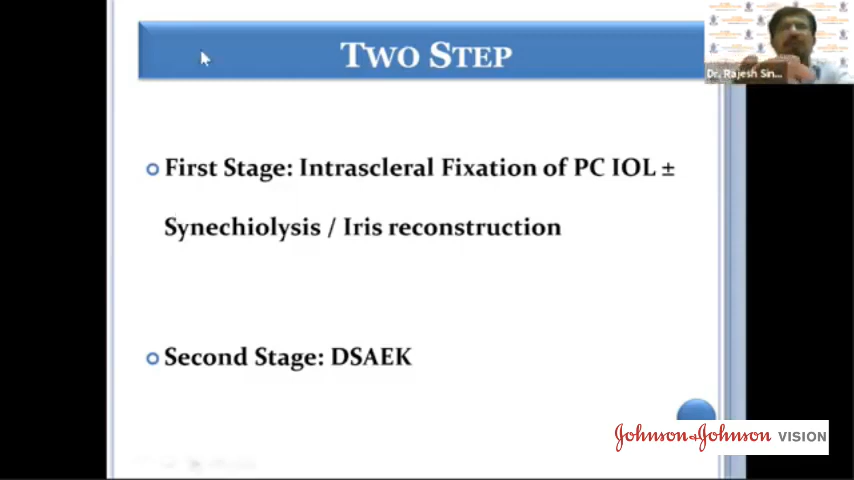 TWO STEP
Dr. Rajesh Sin...
First Stage: Intrascleral Fixation of PC IOL ±
Synechiolysis / Iris reconstruction
Second Stage: DSAEK
Johnson+Johnson VISION